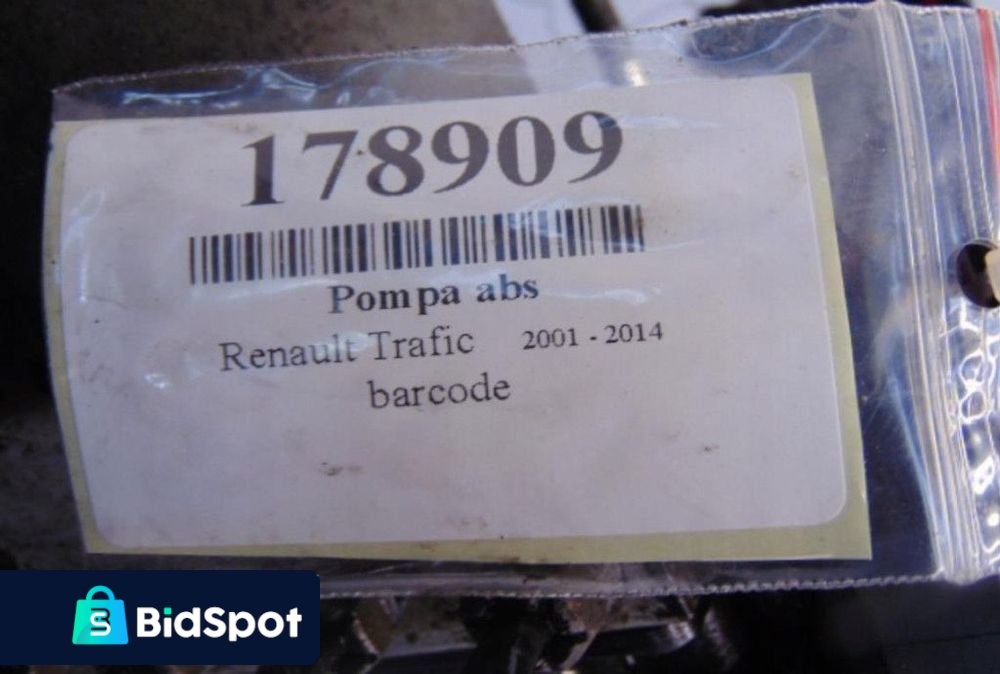 178909
Pompa abs
Renault Trafic 2001 - 2014
barcode
BidSpot